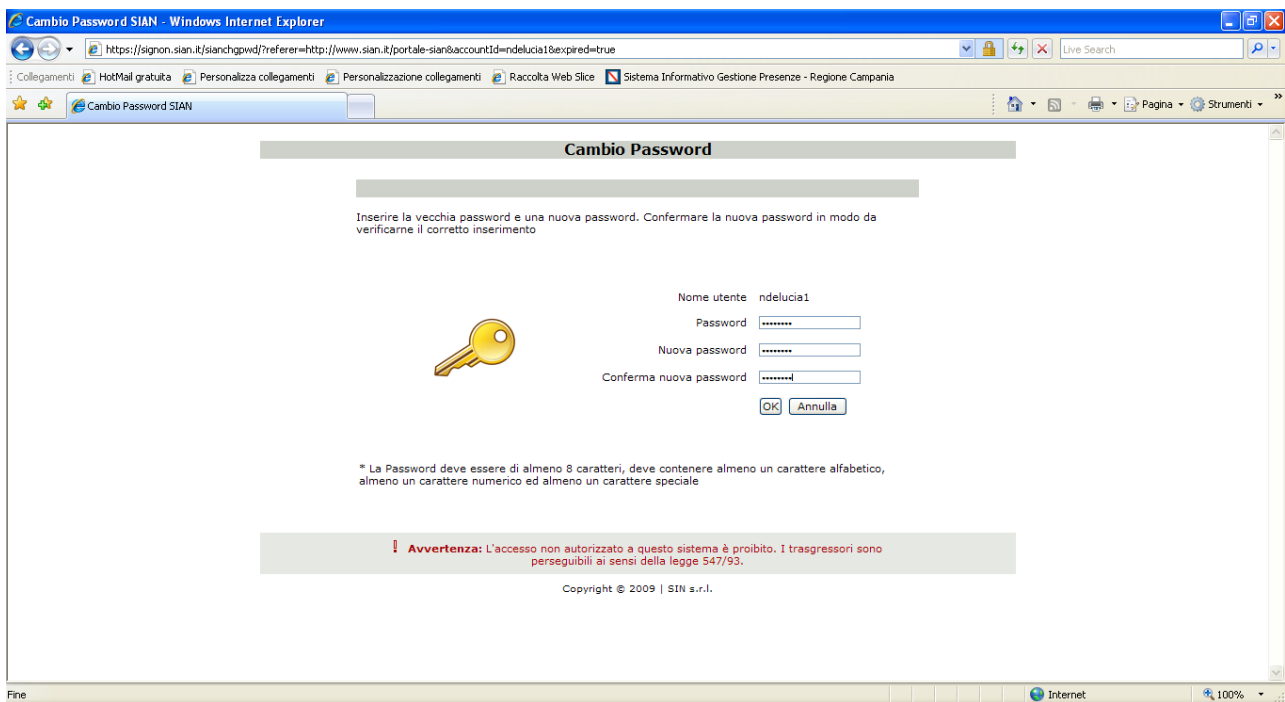 Cambio Password SIAN - Windows Internet Explorer
https://signon.sian.it/sianchgpwd/?referer=http://www.sian.it/portale-sian&accountId=ndelucia1&expired=true
Live Search
Collegamenti HotMail gratuita Personalizza collegamenti Personalizzazione collegamenti Raccolta Web Slice Sistema Informativo Gestione Presenze - Regione Campania
Cambio Password SIAN
Pagina Strumenti
Cambio Password
Inserire la vecchia password e una nuova password. Confermare la nuova password in modo da
verificarne il corretto inserimento
Nome utente ndelucia1
Password ••••••••
Nuova password ••••••••
Conferma nuova password ••••••••
OK Annulla
* La Password deve essere di almeno 8 caratteri, deve contenere almeno un carattere alfabetico,
almeno un carattere numerico ed almeno un carattere speciale
! Avvertenza: L'accesso non autorizzato a questo sistema è proibito. I trasgressori sono
perseguibili ai sensi della legge 547/93.
Copyright © 2009 | SIN s.r.l.
Fine Internet 100%